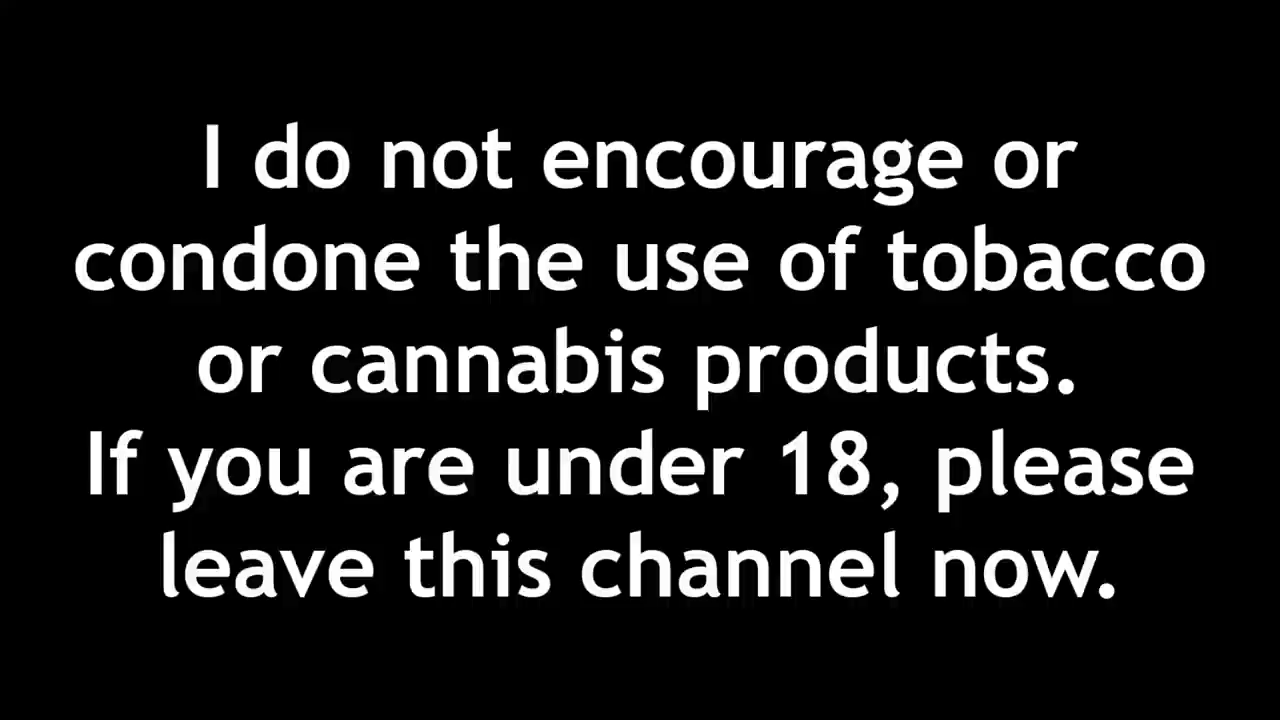 I do not encourage or
condone the use of tobacco
or cannabis products.
If you are under 18, please
leave this channel now.